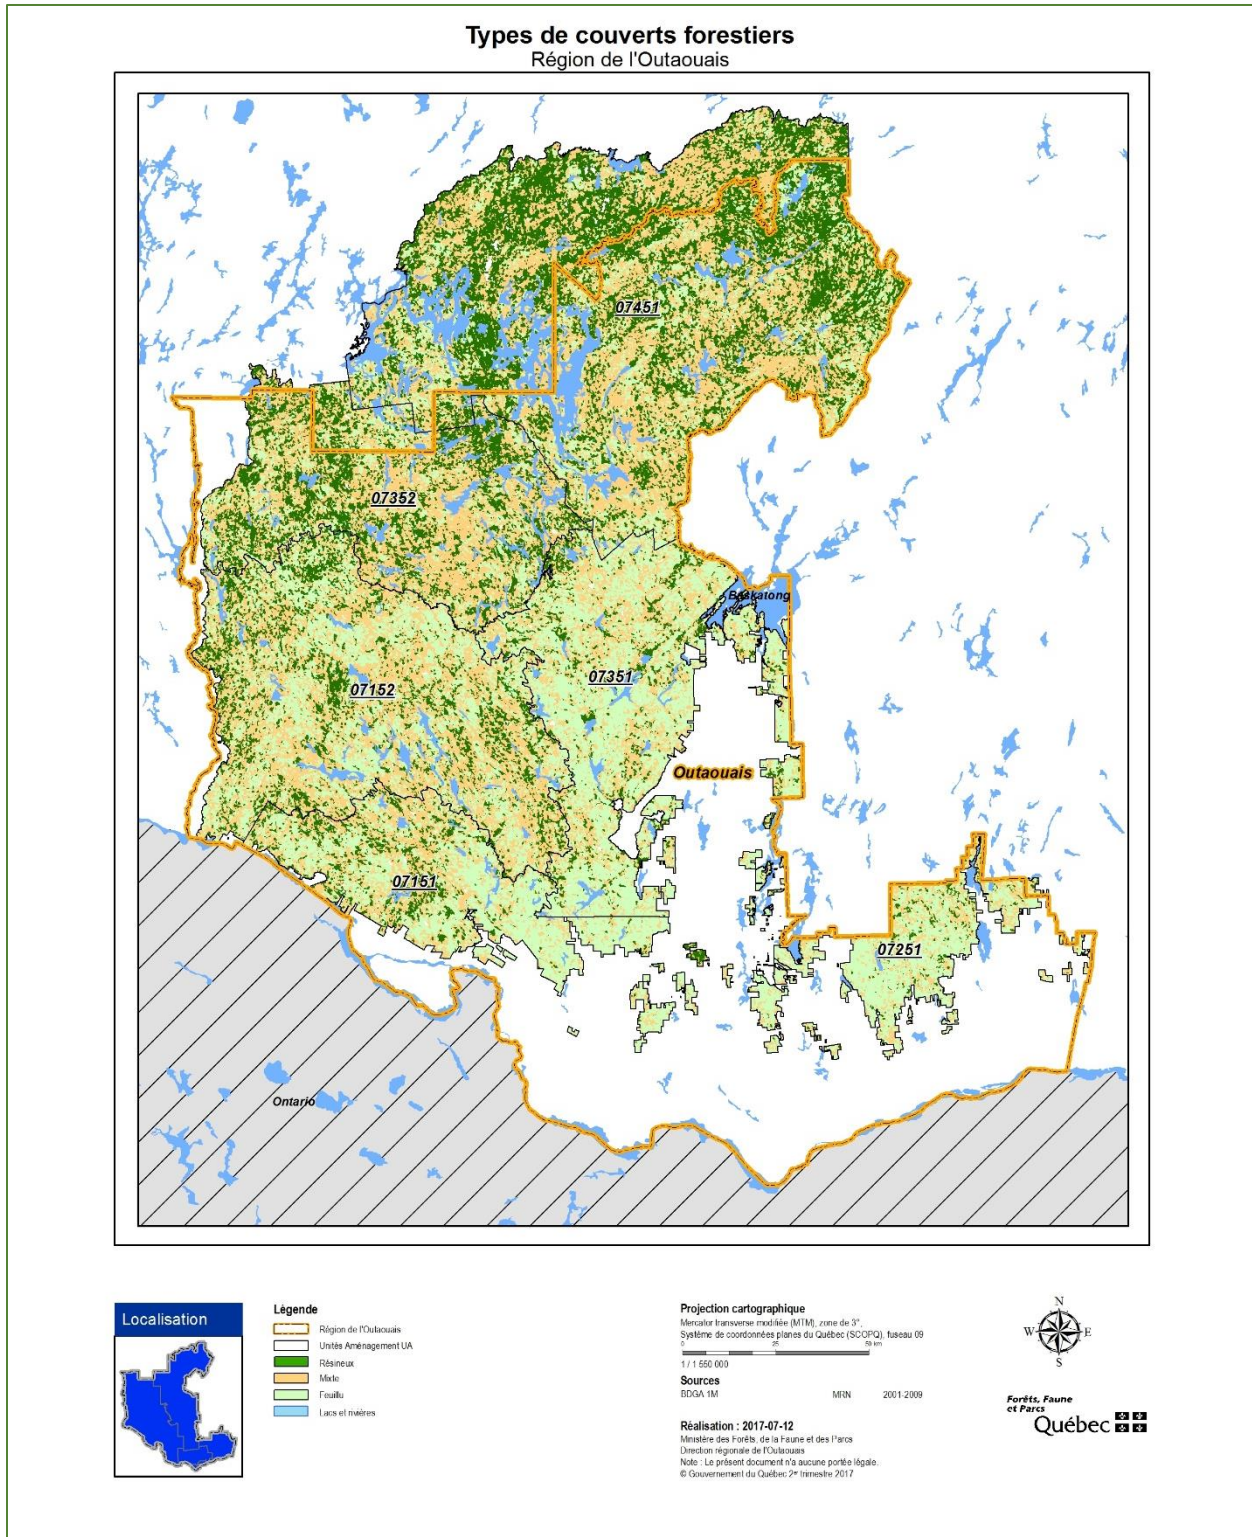 Types de couverts forestiers
Région de l'Outaouais
07451
07352
Baskatong
07351
07152
Outaouais
07151
07251
Ontario
Localisation
Légende
Région de l'Outaouais
Unités Aménagement UA
Résineux
Mixte
Feuillu
Lacs et rivières
Projection cartographique
Mercator transverse modifiée (MTM), zone de 3°,
Système de coordonnées planes du Québec (SCOPQ), fuseau 09
0 25 50 km
1 / 1 550 000
Sources
BDGA 1M MRN 2001-2009
Réalisation : 2017-07-12
Ministère des Forêts, de la Faune et des Parcs
Direction régionale de l'Outaouais
Note : Le présent document n'a aucune portée légale.
© Gouvernement du Québec 2e trimestre 2017
N
W E
S
Forêts, Faune
et Parcs
Québec